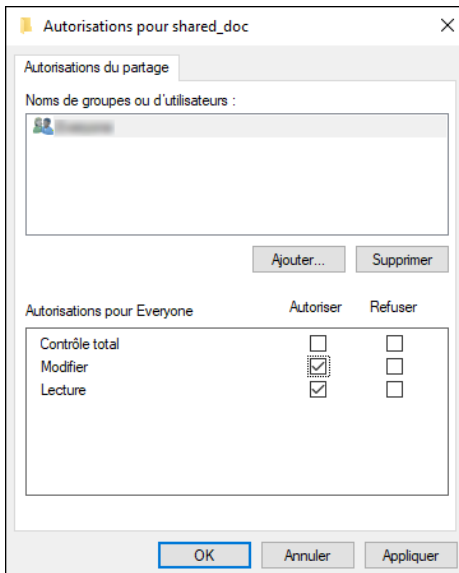 Autorisations pour shared_doc
Autorisations du partage
Noms de groupes ou d'utilisateurs :
Ajouter...
Supprimer
Autorisations pour Everyone Autoriser Refuser
Contrôle total
Modifier
Lecture
OK Annuler Appliquer